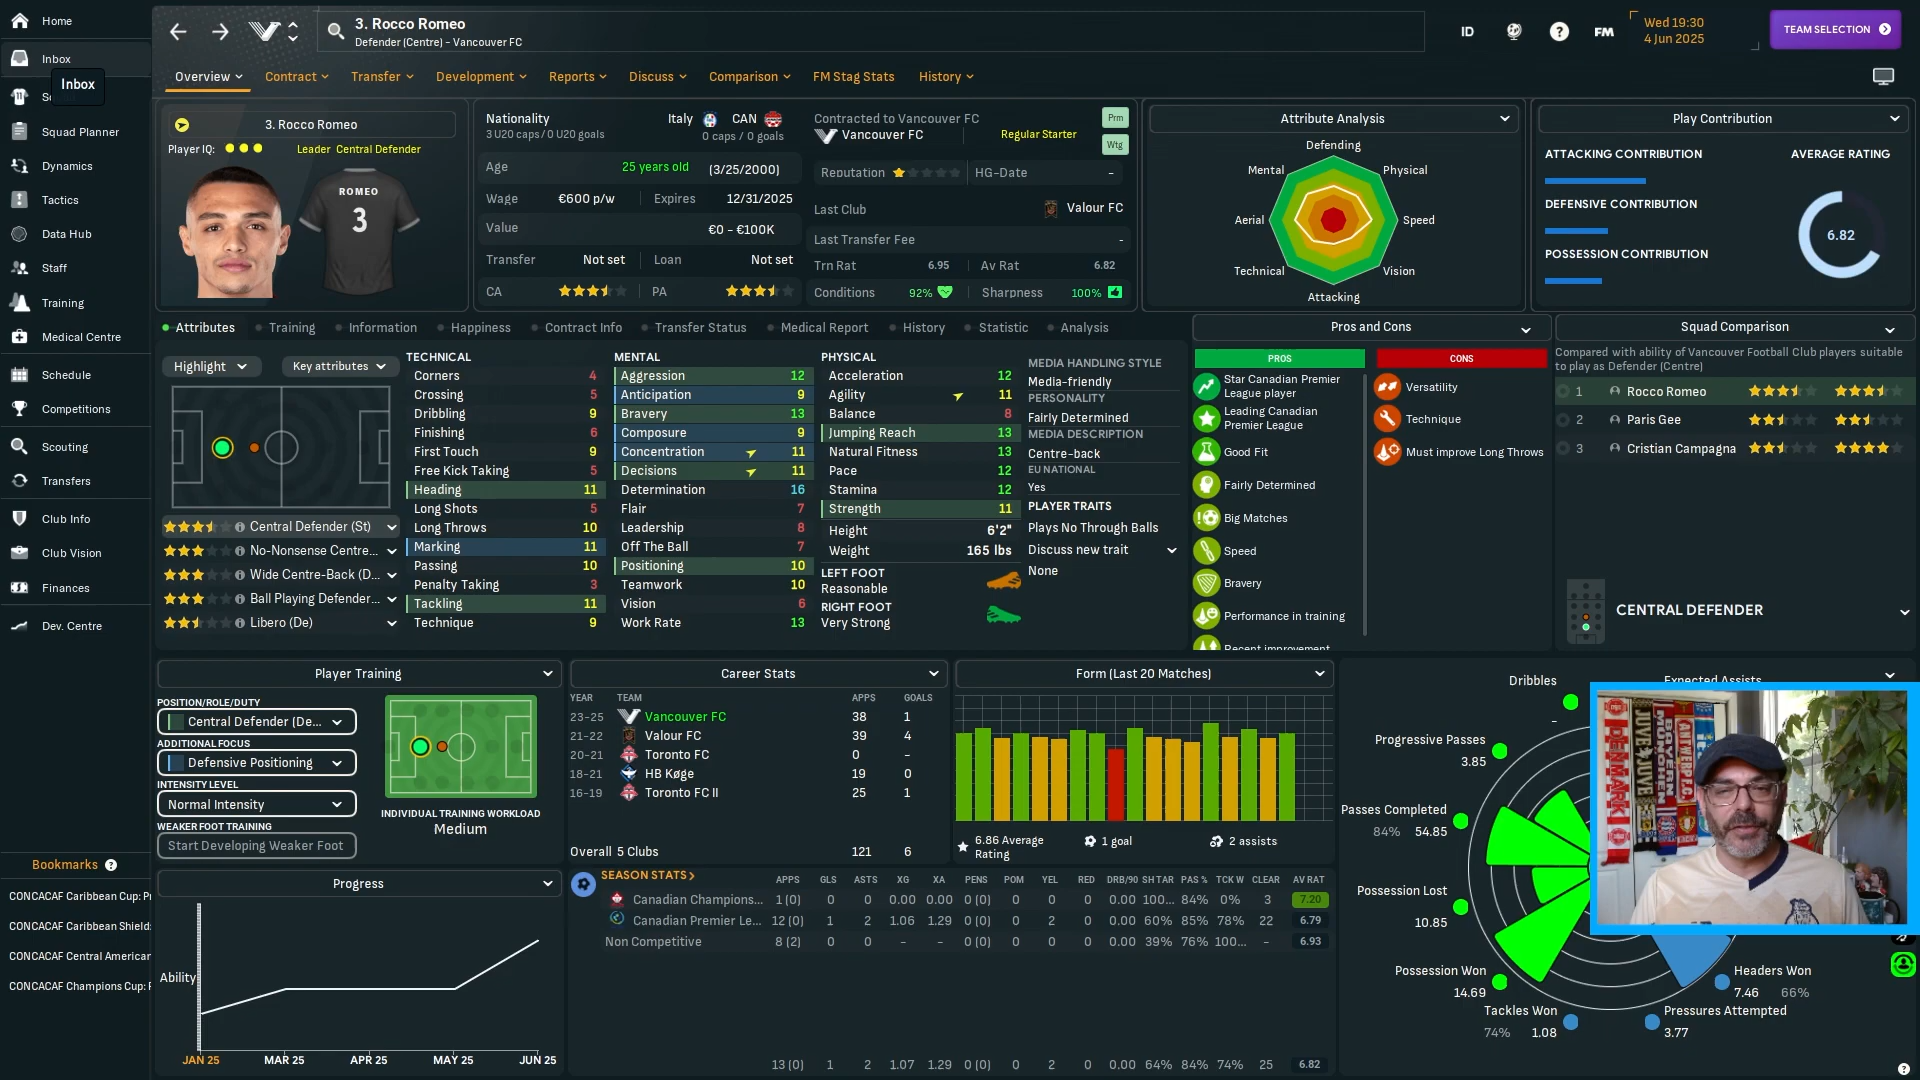 Home
Inbox
Inbox
Squad Planner
Dynamics
Tactics
Data Hub
Staff
Training
Medical Centre
Schedule
Competitions
Scouting
Transfers
Club Info
Club Vision
Finances
Dev. Centre
Bookmarks
CONCACAF Caribbean Cup: Pr
CONCACAF Caribbean Shield:
CONCACAF Central American
CONCACAF Champions Cup: F
3. Rocco Romeo
Defender (Centre) - Vancouver FC
ID
FM
Wed 19:30
4 Jun 2025
TEAM SELECTION
Overview Contract Transfer Development Reports Discuss Comparison FM Stag Stats History
3. Rocco Romeo
Player IQ:
Leader Central Defender
ROMEO
3
Nationality Italy CAN
3 U20 caps/0 U20 goals 0 caps / 0 goals
Age 25 years old (3/25/2000)
Wage €600 p/w Expires 12/31/2025
Value €0 - €100K
Transfer Not set Loan Not set
CA PA
Contracted to Vancouver FC
Vancouver FC Regular Starter
Prm
Wtg
Reputation HG-Date -
Last Club Valour FC
Last Transfer Fee -
Trn Rat 6.95 Av Rat 6.82
Conditions 92% Sharpness 100%
Attribute Analysis
Defending
Mental Physical
Aerial Speed
Technical Vision
Attacking
Play Contribution
ATTACKING CONTRIBUTION
DEFENSIVE CONTRIBUTION
POSSESSION CONTRIBUTION
AVERAGE RATING
6.82
Attributes Training Information Happiness Contract Info Transfer Status Medical Report History Statistic Analysis
Highlight Key attributes
Central Defender (St)
No-Nonsense Centre...
Wide Centre-Back (D...
Ball Playing Defender...
Libero (De)
TECHNICAL
Corners 4
Crossing 5
Dribbling 9
Finishing 6
First Touch 9
Free Kick Taking 5
Heading 11
Long Shots 5
Long Throws 10
Marking 11
Passing 10
Penalty Taking 3
Tackling 11
Technique 9
MENTAL
Aggression 12
Anticipation 9
Bravery 13
Composure 9
Concentration 11
Decisions 11
Determination 16
Flair 7
Leadership 8
Off The Ball 7
Positioning 10
Teamwork 10
Vision 6
Work Rate 13
PHYSICAL
Acceleration 12
Agility 11
Balance 8
Jumping Reach 13
Natural Fitness 13
Pace 12
Stamina 12
Strength 11
Height 6'2"
Weight 165 lbs
LEFT FOOT
Reasonable
RIGHT FOOT
Very Strong
MEDIA HANDLING STYLE
Media-friendly
PERSONALITY
Fairly Determined
MEDIA DESCRIPTION
Centre-back
EU NATIONAL
Yes
PLAYER TRAITS
Plays No Through Balls
Discuss new trait
None
Pros and Cons
PROS
Star Canadian Premier
League player
Leading Canadian
Premier League
Good Fit
Fairly Determined
Big Matches
Speed
Bravery
Performance in training
Recent improvement
CONS
Versatility
Technique
Must improve Long Throws
Squad Comparison
Compared with ability of Vancouver Football Club players suitable
to play as Defender (Centre)
1 Rocco Romeo
2 Paris Gee
3 Cristian Campagna
CENTRAL DEFENDER
Player Training
POSITION/ROLE/DUTY
Central Defender (De...
ADDITIONAL FOCUS
Defensive Positioning
INTENSITY LEVEL
Normal Intensity
WEAKER FOOT TRAINING
Start Developing Weaker Foot
INDIVIDUAL TRAINING WORKLOAD
Medium
Progress
Ability
JAN 25 MAR 25 APR 25 MAY 25 JUN 25
Career Stats
YEAR TEAM APPS GOALS
23-25 Vancouver FC 38 1
21-22 Valour FC 39 4
20-21 Toronto FC 0 -
18-21 HB Køge 19 0
16-19 Toronto FC II 25 1
Overall 5 Clubs 121 6
Form (Last 20 Matches)
6.86 Average
Rating
1 goal
2 assists
SEASON STATS> APPS GLS ASTS XG XA PENS POM YEL RED DRB/90 SH TAR PAS % TCK W CLEAR AV RAT
Canadian Champions... 1 (0) 0 0 0.00 0.00 0 (0) 0 0 0 0.00 100... 84% 0% 3 7.20
Canadian Premier Le... 12 (0) 1 2 1.06 1.29 0 (0) 0 2 0 0.00 60% 85% 78% 22 6.79
Non Competitive 8 (2) 0 0 - - 0 (0) 0 0 0 0.00 39% 76% 100... - 6.93
13 (0) 1 2 1.07 1.29 0 (0) 0 2 0 0.00 64% 84% 74% 25 6.82
Dribbles
-
Expected Assists
Progressive Passes
3.85
Passes Completed
84% 54.85
Possession Lost
10.85
Possession Won
14.69
Tackles Won
74% 1.08
Headers Won
7.46 66%
Pressures Attempted
3.77
DENMARK
JUVE JUVE
BAYERN MÜNCHEN
ANTWERP F.C.